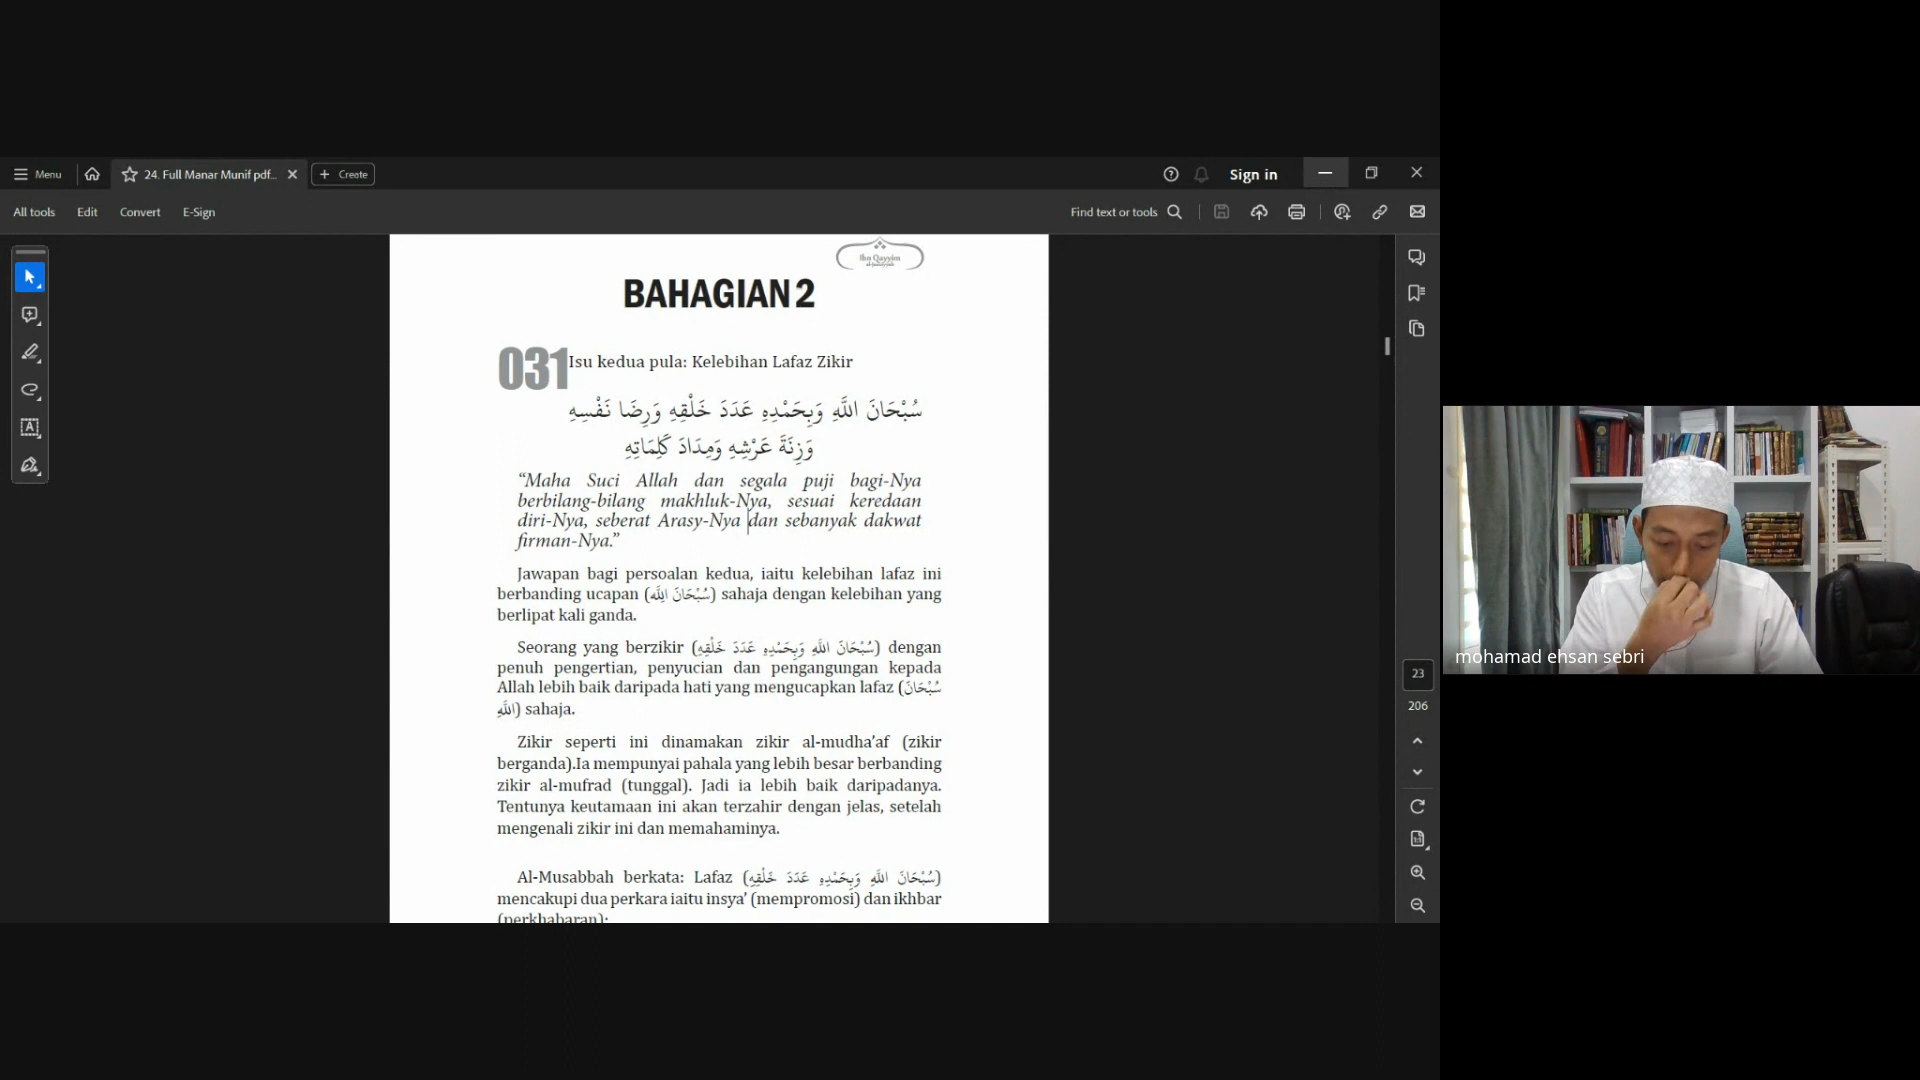 Menu
24. Full Manar Munif pdf...
Create
Sign in
All tools
Edit
Convert
E-Sign
Find text or tools
Ibn Qayyim
BAHAGIAN 2
031 Isu kedua pula: Kelebihan Lafaz Zikir
سُبْحَانَ اللَّهِ وَبِحَمْدِهِ عَدَدَ خَلْقِهِ وَرِضَا نَفْسِهِ
وَزِنَةَ عَرْشِهِ وَمِدَادَ كَلِمَاتِهِ
“Maha Suci Allah dan segala puji bagi-Nya
berbilang-bilang makhluk-Nya, sesuai keredaan
diri-Nya, seberat Arasy-Nya dan sebanyak dakwat
firman-Nya.”
Jawapan bagi persoalan kedua, iaitu kelebihan lafaz ini
berbanding ucapan (سُبْحَانَ اللَّه) sahaja dengan kelebihan yang
berlipat kali ganda.
Seorang yang berzikir (سُبْحَانَ اللَّهِ وَبِحَمْدِهِ عَدَدَ خَلْقِهِ) dengan
penuh pengertian, penyucian dan pengangungan kepada
Allah lebih baik daripada hati yang mengucapkan lafaz (سُبْحَانَ
اللَّهِ) sahaja.
Zikir seperti ini dinamakan zikir al-mudha’af (zikir
berganda).Ia mempunyai pahala yang lebih besar berbanding
zikir al-mufrad (tunggal). Jadi ia lebih baik daripadanya.
Tentunya keutamaan ini akan terzahir dengan jelas, setelah
mengenali zikir ini dan memahaminya.
Al-Musabbah berkata: Lafaz (سُبْحَانَ اللَّهِ وَبِحَمْدِهِ عَدَدَ خَلْقِهِ)
mencakupi dua perkara iaitu insya’ (mempromosi) dan ikhbar
(perkhabaran):
23
206
mohamad ehsan sebri